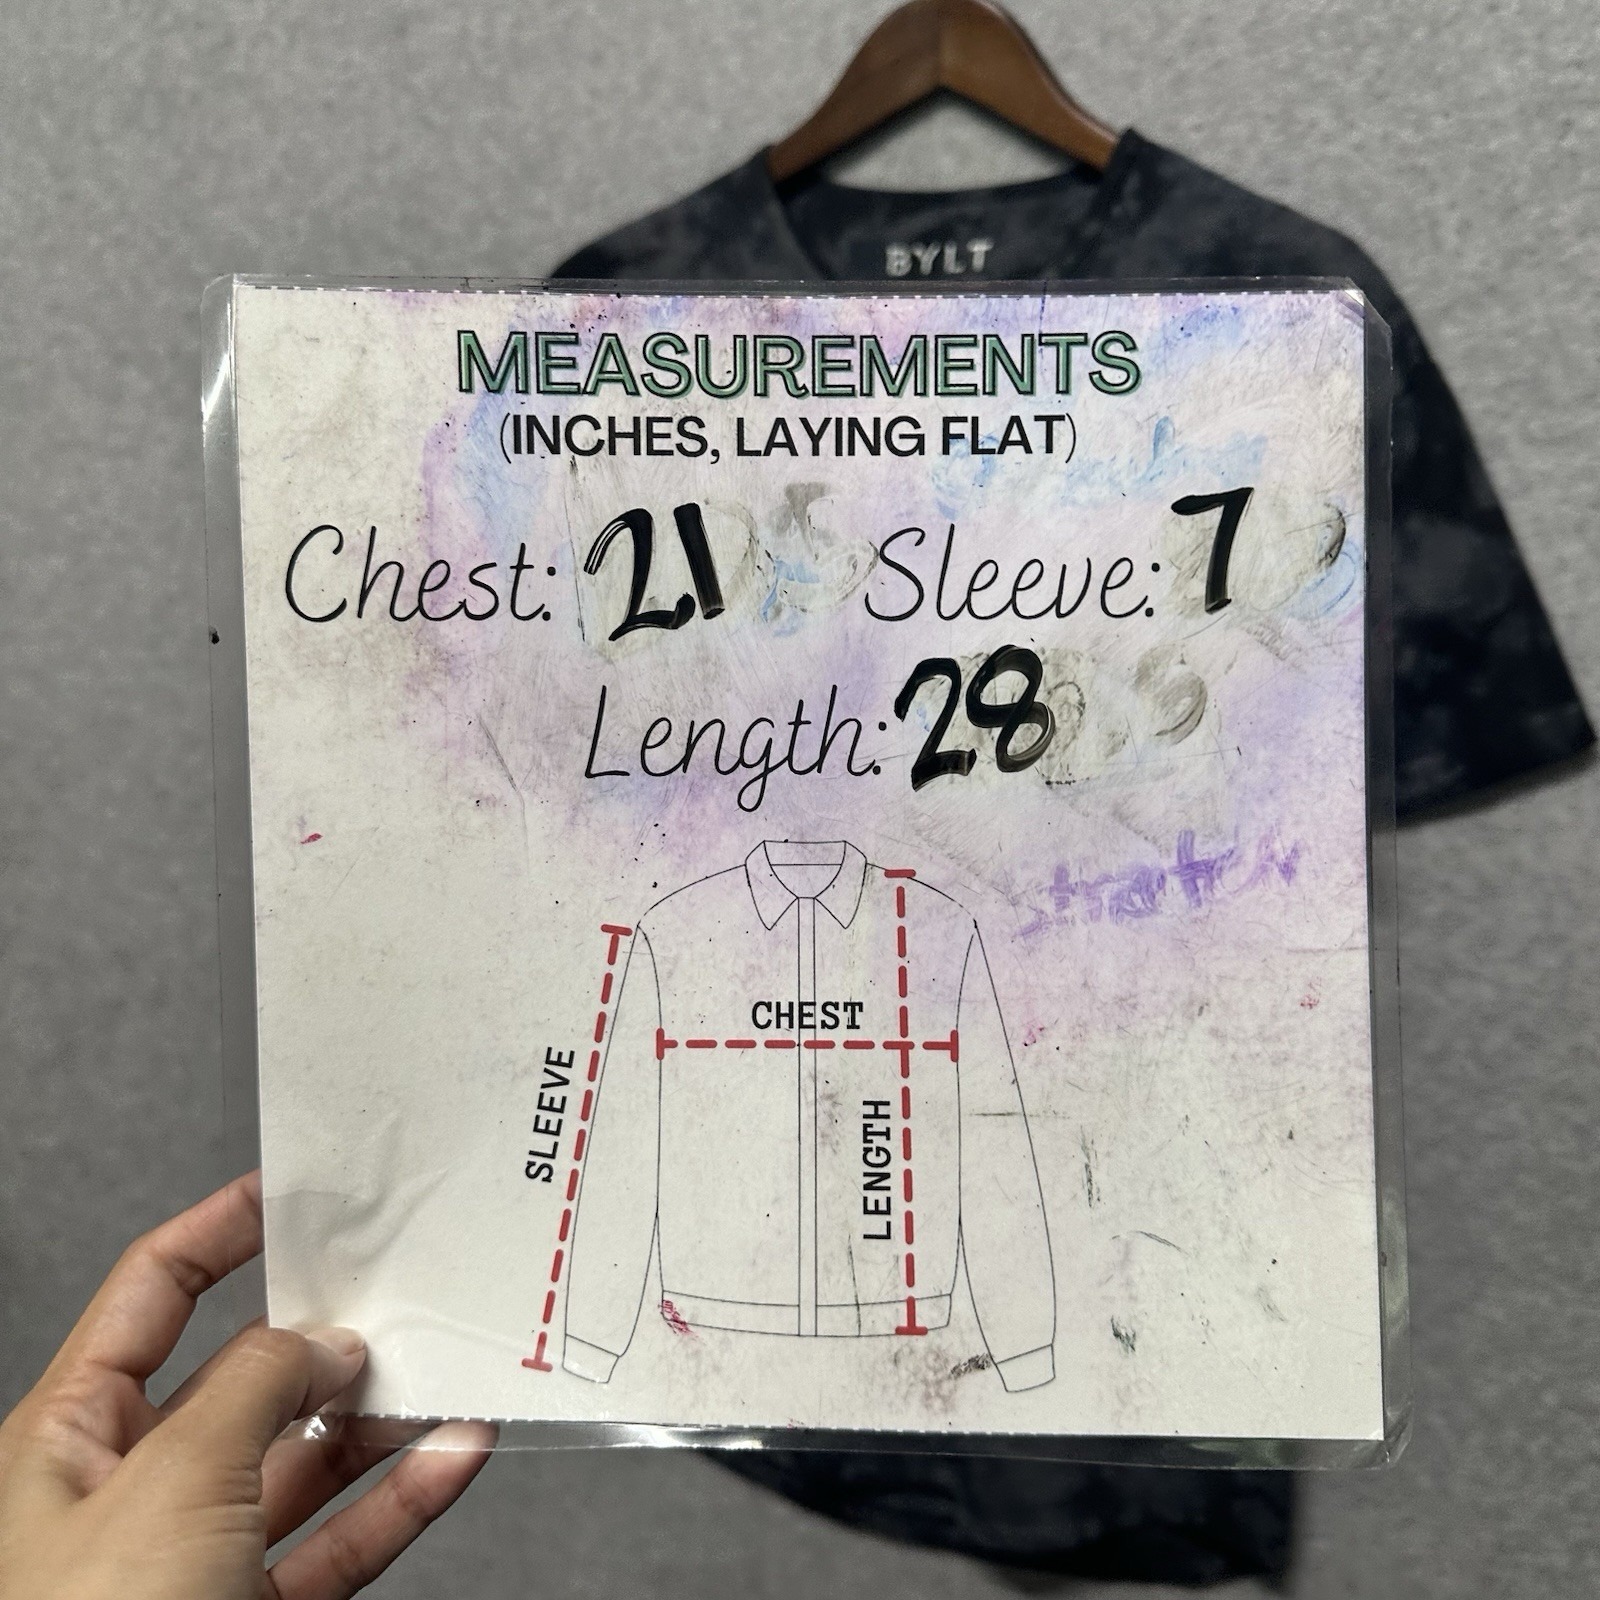 BYLT
MEASUREMENTS
(INCHES, LAYING FLAT)
Chest: 21 Sleeve: 7
Length: 28
CHEST
SLEEVE
LENGTH